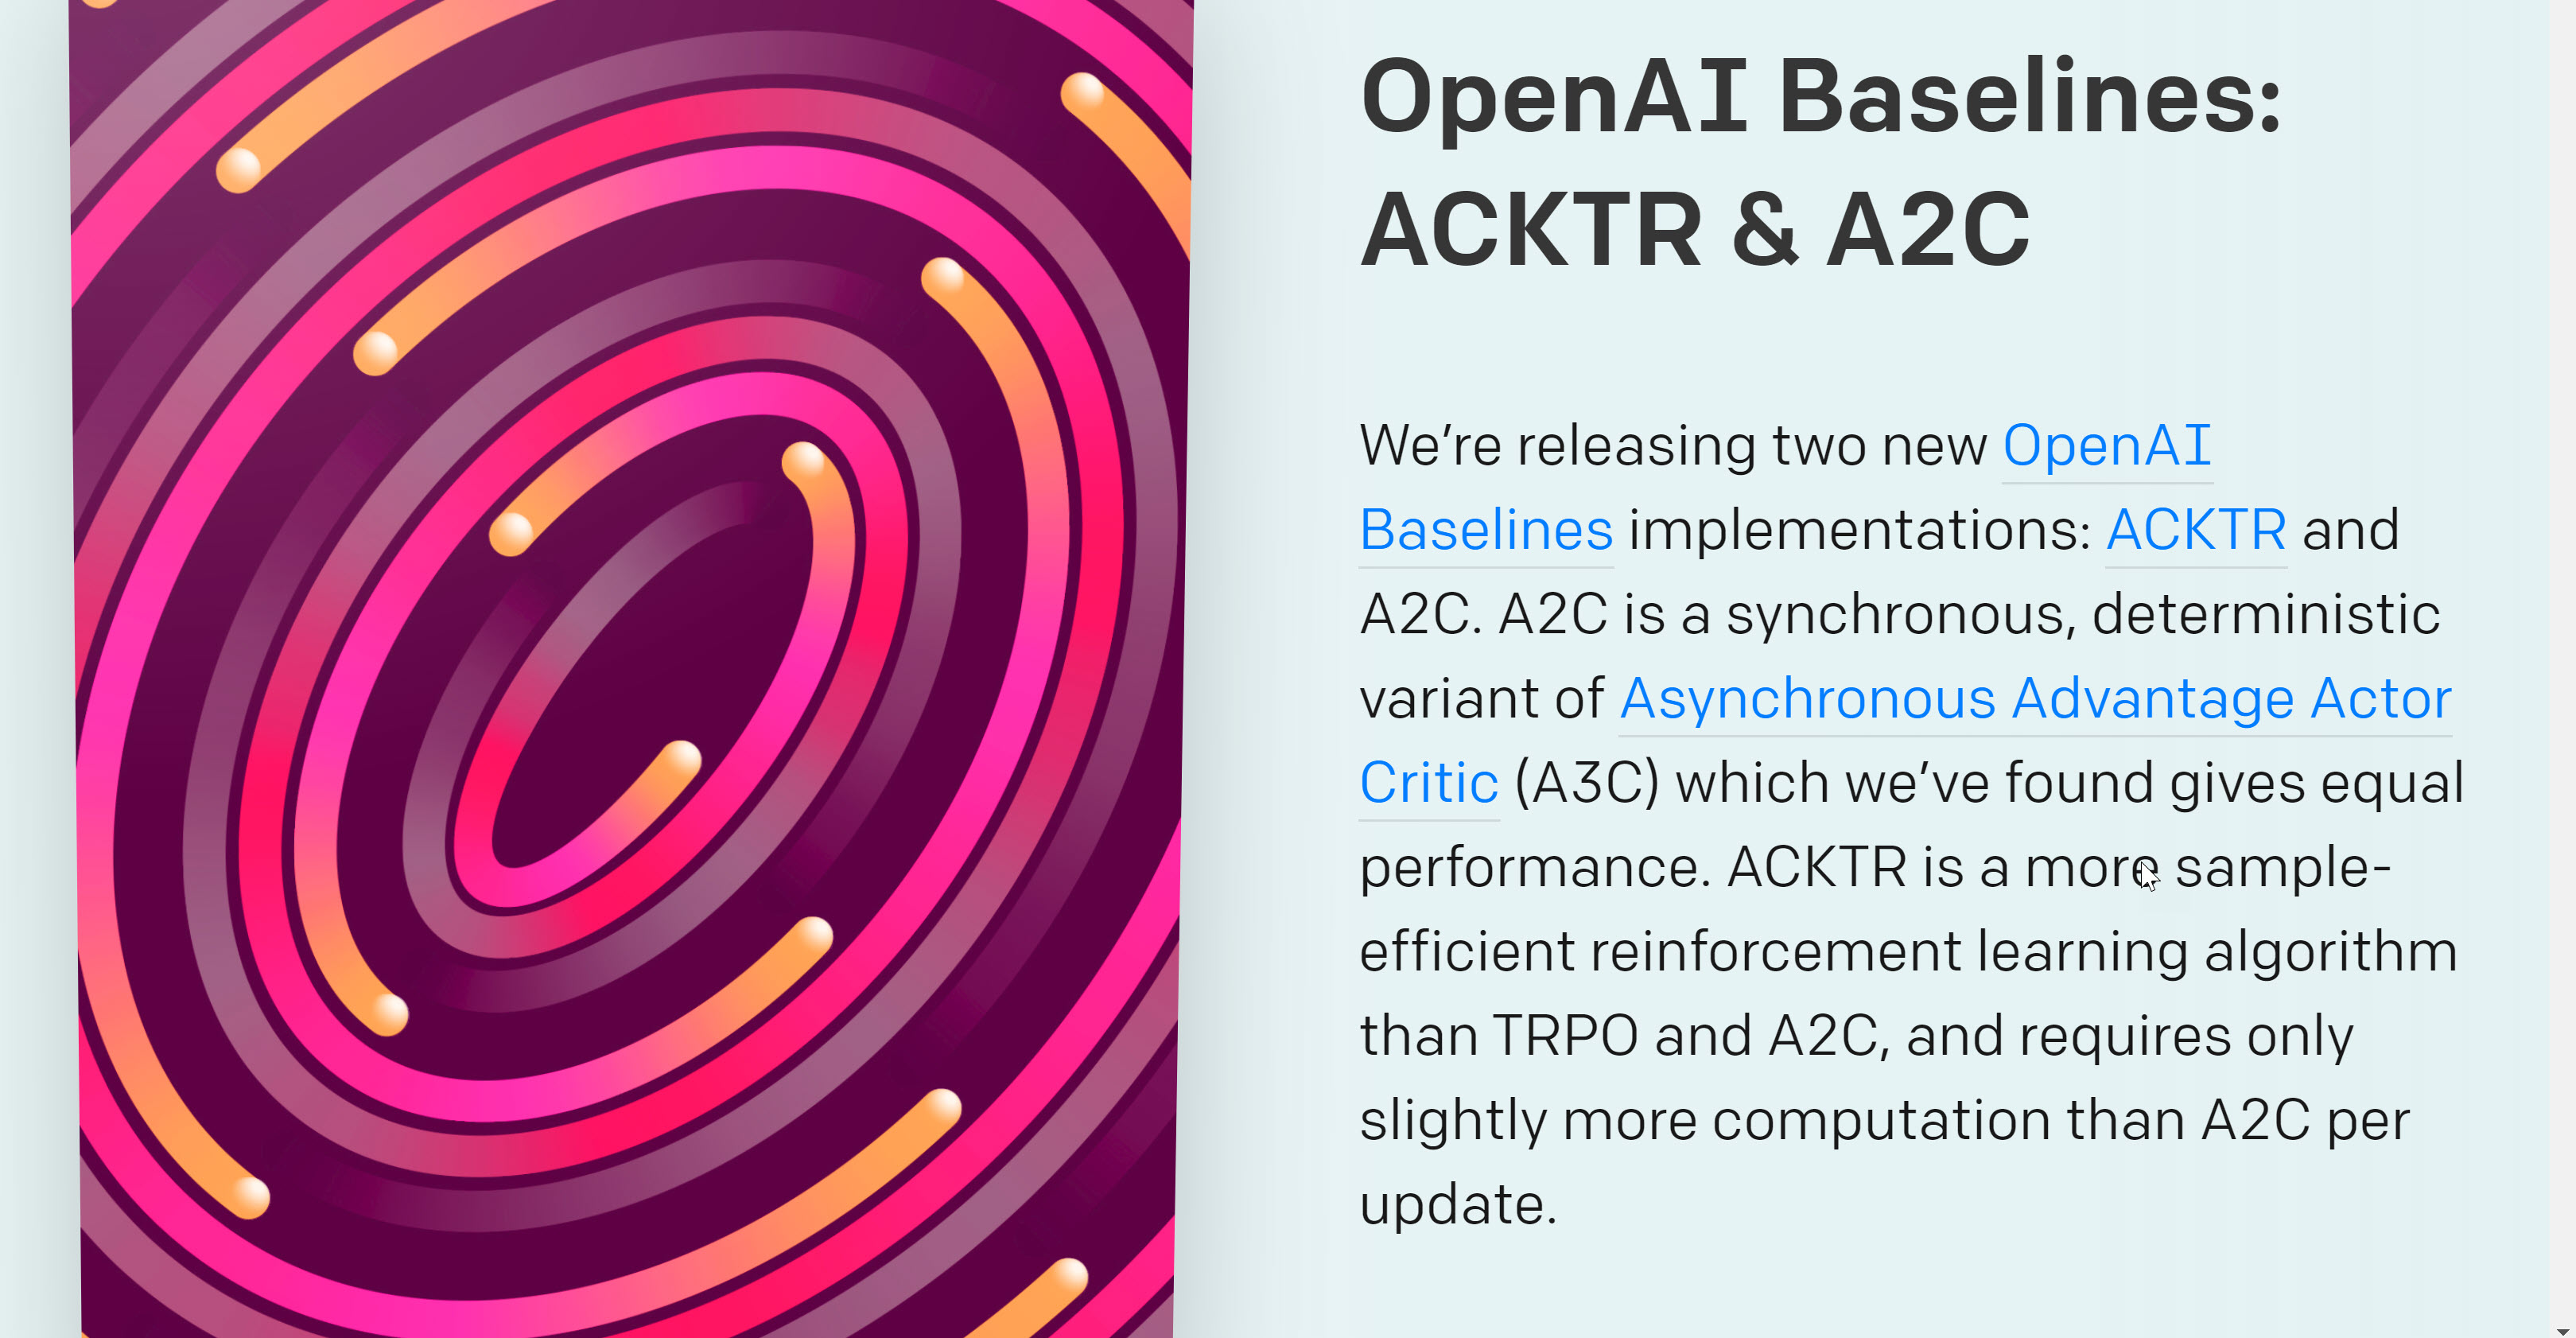 OpenAI Baselines:
ACKTR & A2C
We’re releasing two new OpenAI
Baselines implementations: ACKTR and
A2C. A2C is a synchronous, deterministic
variant of Asynchronous Advantage Actor
Critic (A3C) which we’ve found gives equal
performance. ACKTR is a more sample-
efficient reinforcement learning algorithm
than TRPO and A2C, and requires only
slightly more computation than A2C per
update.